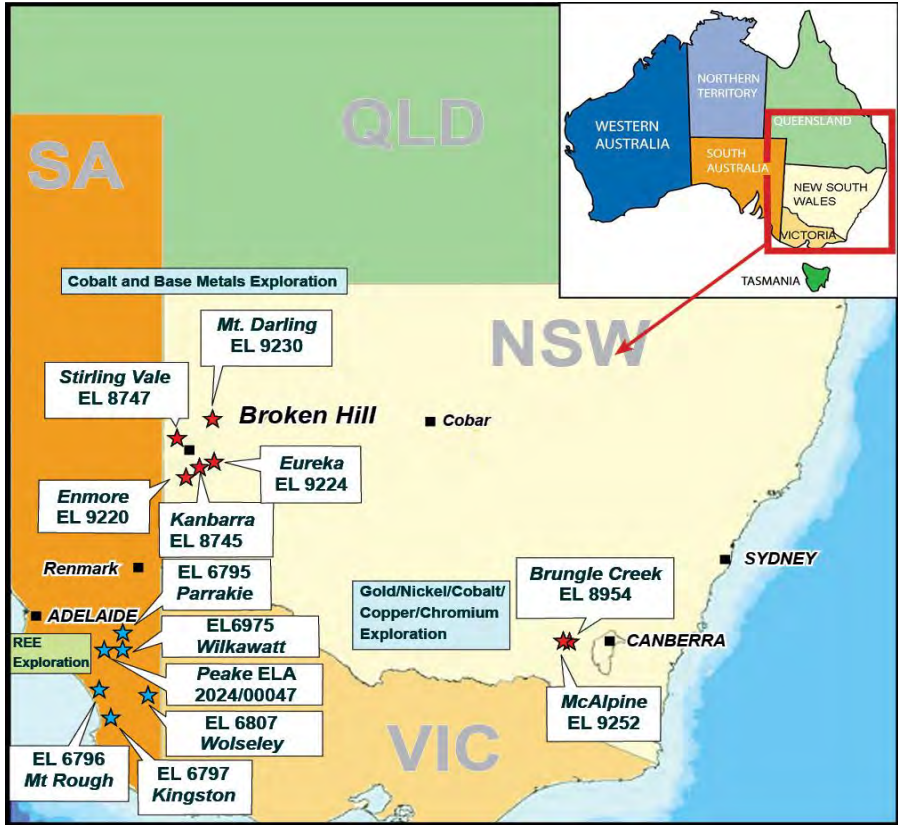 NORTHERN
TERRITORY
QUEENSLAND
WESTERN
AUSTRALIA
SOUTH
AUSTRALIA
NEW SOUTH
WALES
VICTORIA
TASMANIA
QLD
SA
Cobalt and Base Metals Exploration
NSW
Mt. Darling
EL 9230
Stirling Vale
EL 8747
Broken Hill
Cobar
Eureka
EL 9224
Enmore
EL 9220
Kanbarra
EL 8745
Renmark
EL 6795
Parrakie
SYDNEY
Brungle Creek
EL 8954
Gold/Nickel/Cobalt/
Copper/Chromium
Exploration
ADELAIDE
EL6975
Wilkawatt
REE
Exploration
CANBERRA
Peake ELA
2024/00047
McAlpine
EL 9252
EL 6807
Wolseley
VIC
EL 6796
Mt Rough
EL 6797
Kingston